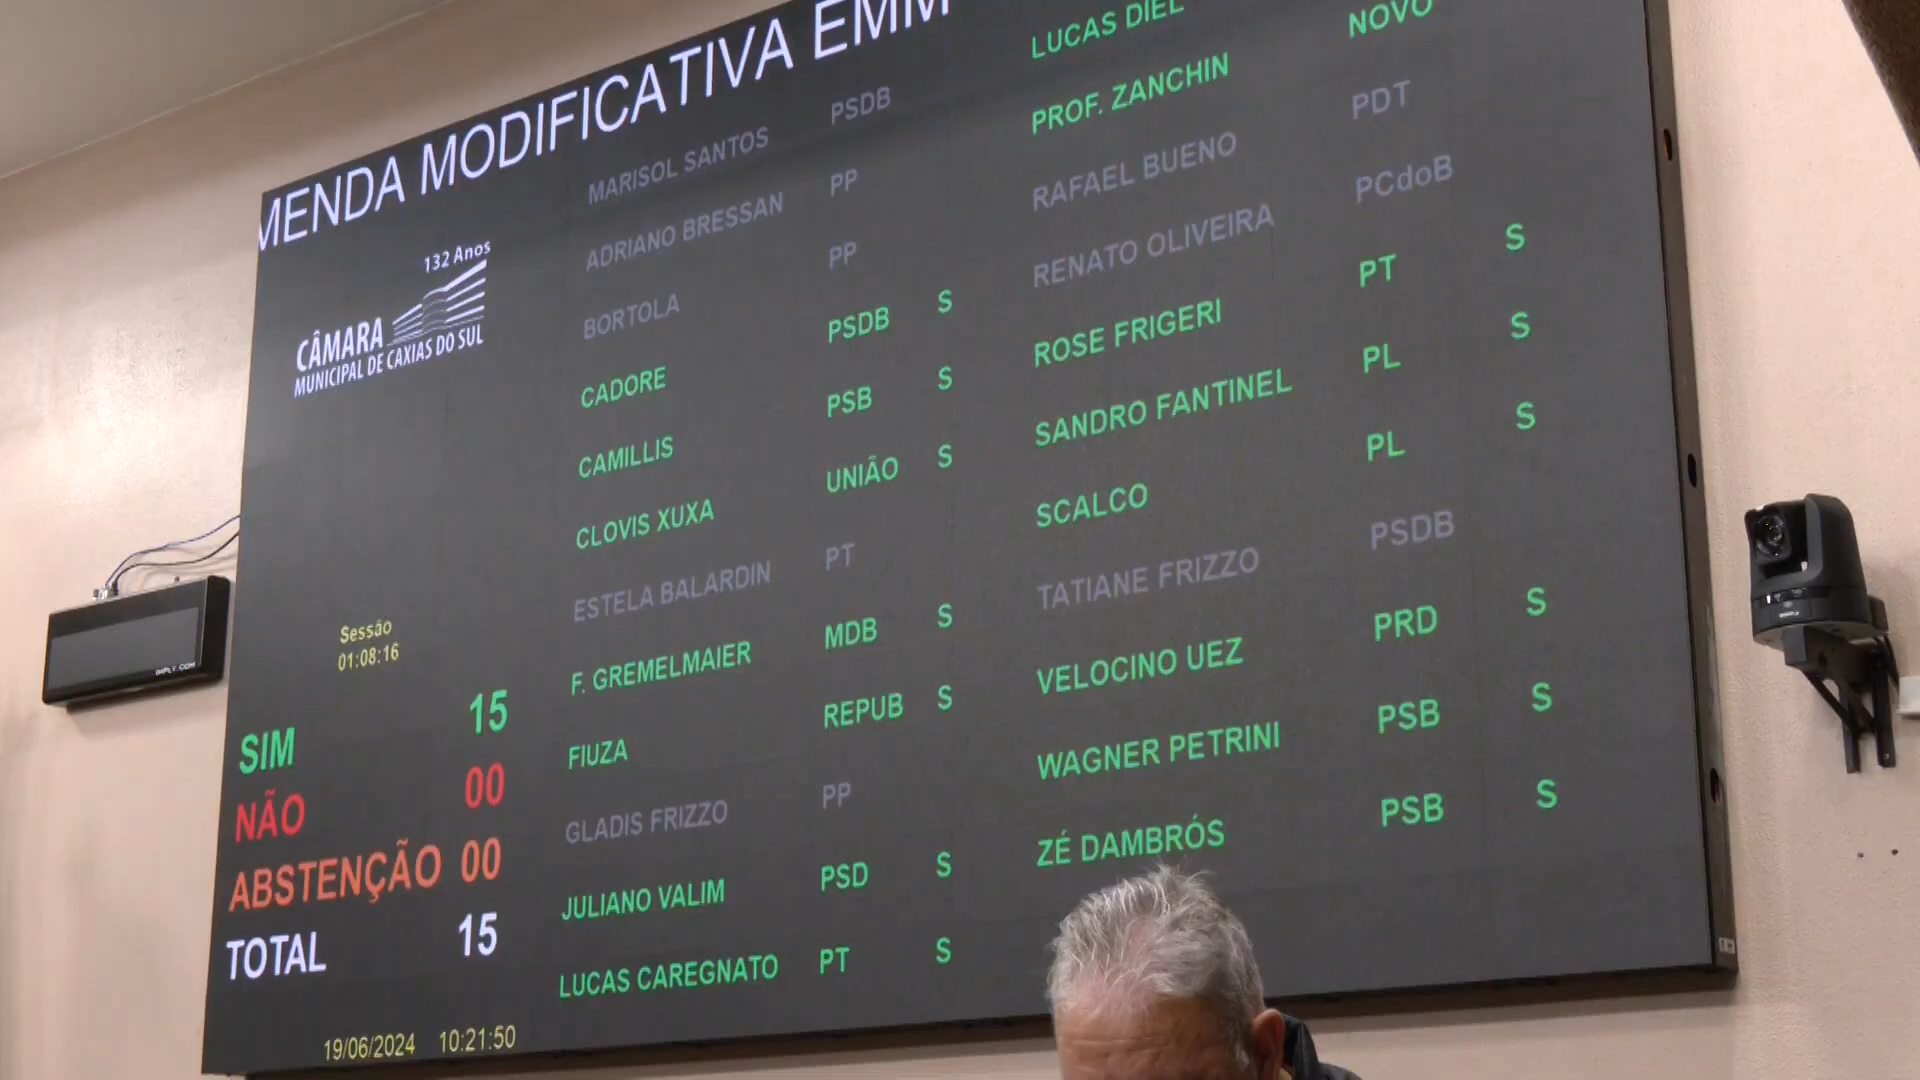 MENDA MODIFICATIVA EMM
132 Anos
CÂMARA
MUNICIPAL DE CAXIAS DO SUL
Sessão
01:08:16
SIM 15
NÃO 00
ABSTENÇÃO 00
TOTAL 15
19/06/2024 10:21:50
MARISOL SANTOS PSDB
ADRIANO BRESSAN PP
BORTOLA PP
CADORE PSDB S
CAMILLIS PSB S
CLOVIS XUXA UNIÃO S
ESTELA BALARDIN PT
F. GREMELMAIER MDB S
FIUZA REPUB S
GLADIS FRIZZO PP
JULIANO VALIM PSD S
LUCAS CAREGNATO PT S
LUCAS DIEL
PROF. ZANCHIN NOVO
RAFAEL BUENO PDT
RENATO OLIVEIRA PCdoB
ROSE FRIGERI PT S
SANDRO FANTINEL PL S
SCALCO PL S
TATIANE FRIZZO PSDB
VELOCINO UEZ PRD S
WAGNER PETRINI PSB S
ZÉ DAMBRÓS PSB S
IMPLY.COM